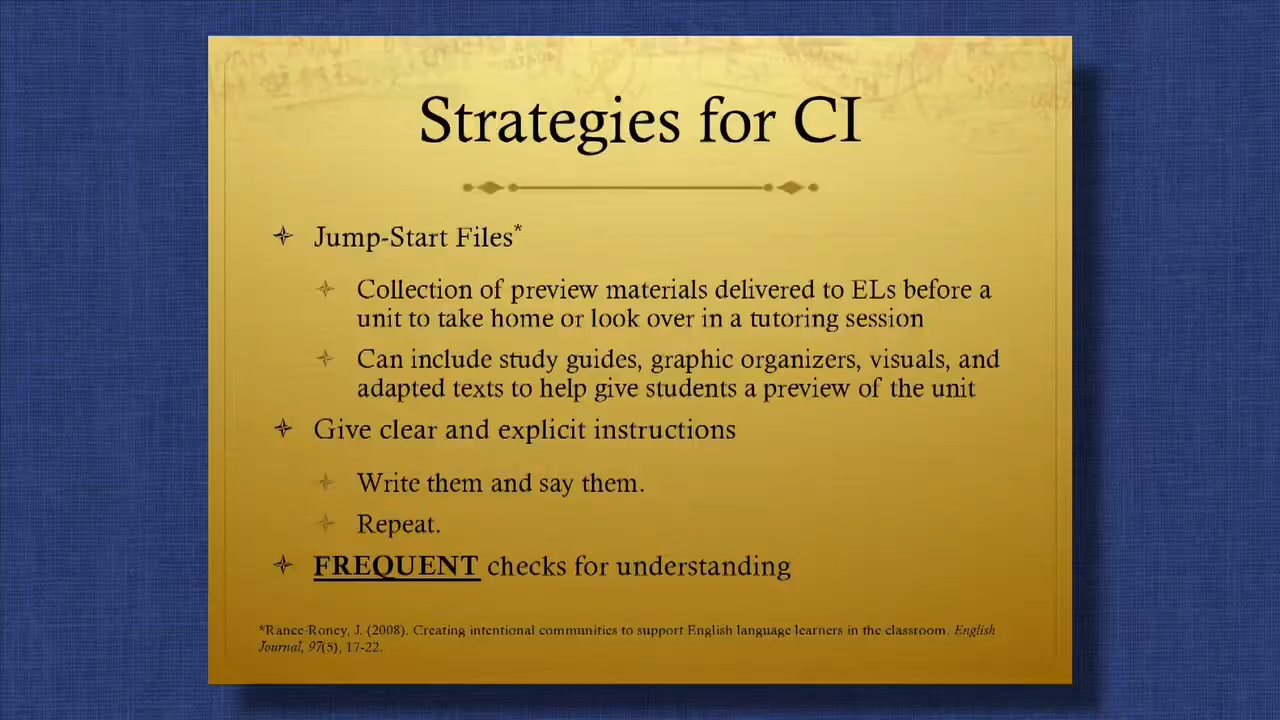 Strategies for CI
Jump-Start Files*
Collection of preview materials delivered to ELs before a
unit to take home or look over in a tutoring session
Can include study guides, graphic organizers, visuals, and
adapted texts to help give students a preview of the unit
Give clear and explicit instructions
Write them and say them.
Repeat.
FREQUENT checks for understanding
*Rance-Roney, J. (2008). Creating intentional communities to support English language learners in the classroom. English
Journal, 97(5), 17-22.